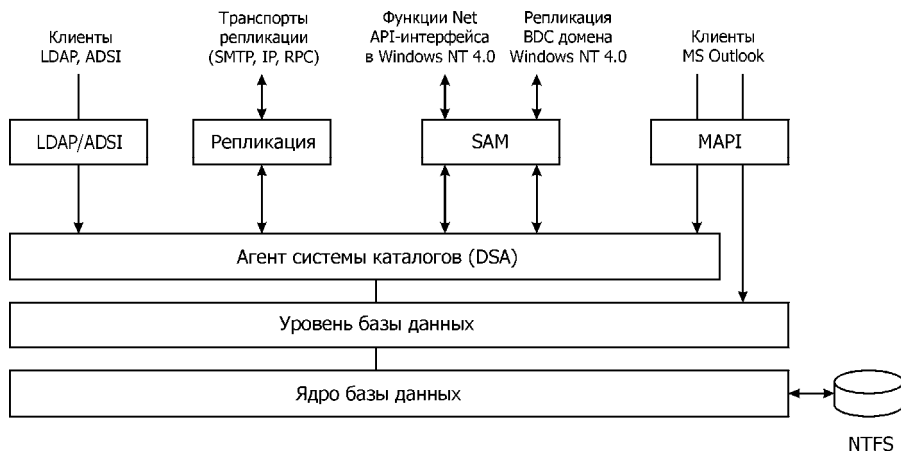 Клиенты
LDAP, ADSI
Транспорты
репликации
(SMTP, IP, RPC)
Функции Net
API-интерфейса
в Windows NT 4.0
Репликация
BDC домена
Windows NT 4.0
Клиенты
MS Outlook
LDAP/ADSI
Репликация
SAM
MAPI
Агент системы каталогов (DSA)
Уровень базы данных
Ядро базы данных
NTFS